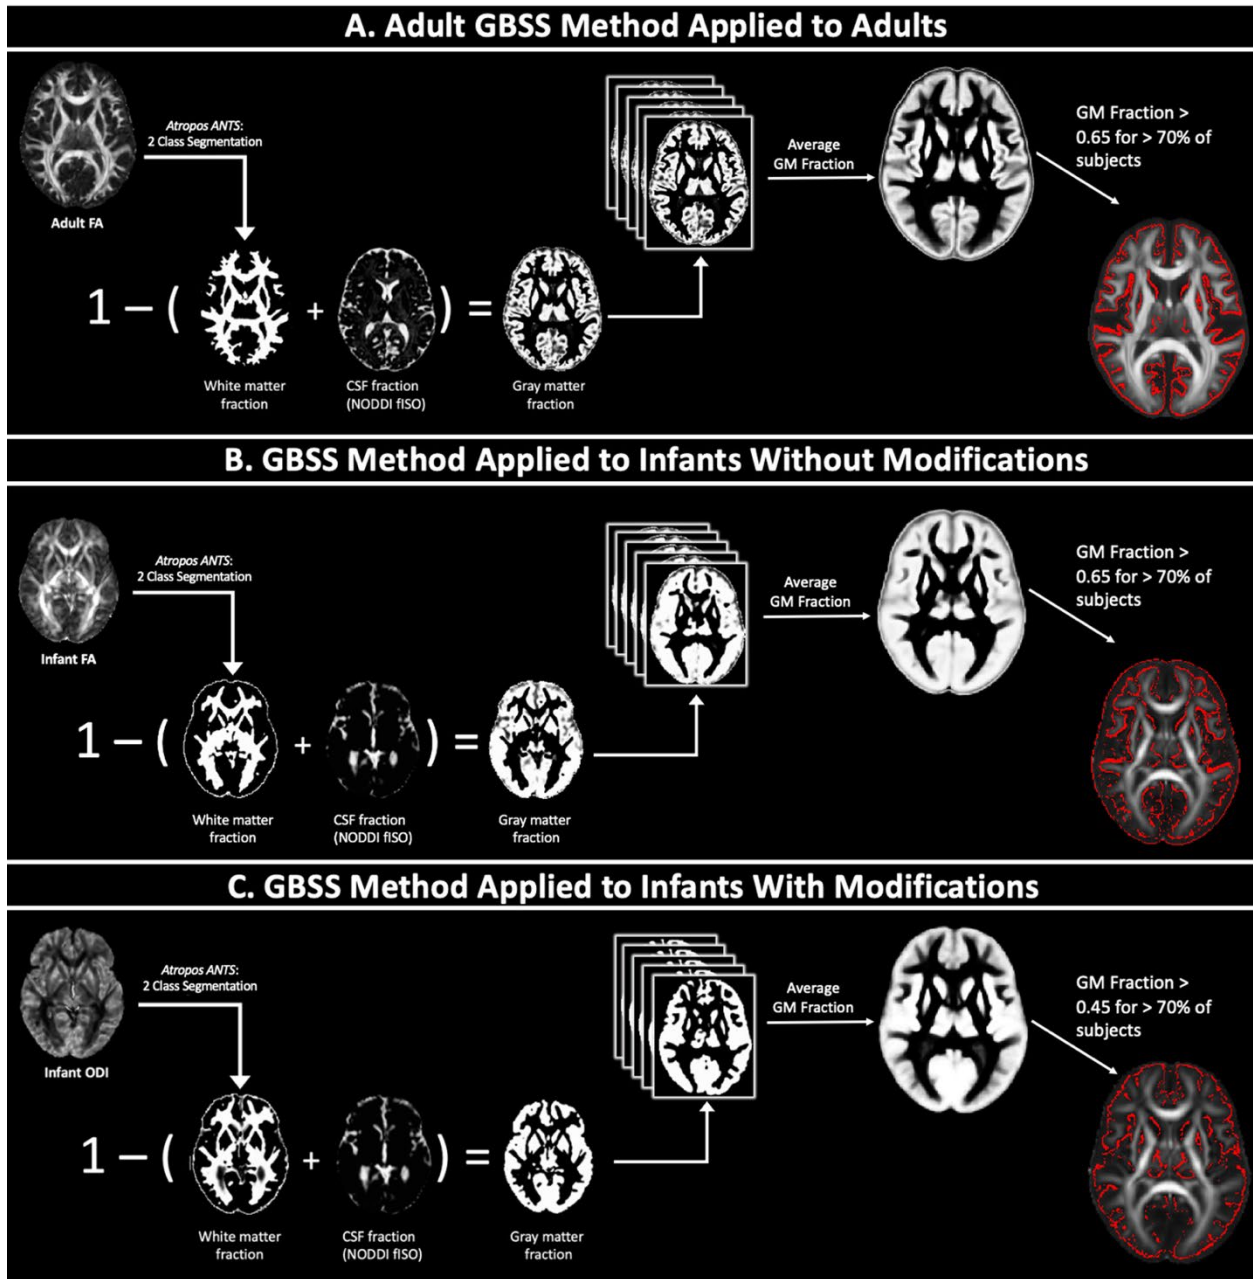 A. Adult GBSS Method Applied to Adults
Adult FA
Atropos ANTS:
2 Class Segmentation
1 – ( + ) =
White matter
fraction
CSF fraction
(NODDI fISO)
Gray matter
fraction
Average
GM Fraction
GM Fraction >
0.65 for > 70% of
subjects
B. GBSS Method Applied to Infants Without Modifications
Infant FA
Atropos ANTS:
2 Class Segmentation
1 – ( + ) =
White matter
fraction
CSF fraction
(NODDI fISO)
Gray matter
fraction
Average
GM Fraction
GM Fraction >
0.65 for > 70% of
subjects
C. GBSS Method Applied to Infants With Modifications
Infant ODI
Atropos ANTS:
2 Class Segmentation
1 – ( + ) =
White matter
fraction
CSF fraction
(NODDI fISO)
Gray matter
fraction
Average
GM Fraction
GM Fraction >
0.45 for > 70% of
subjects